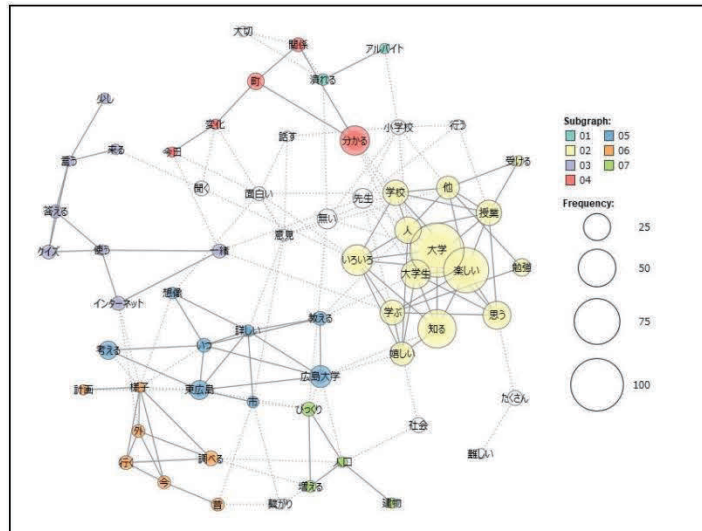 大切
関係
アルバイト
町
潰れる
少し
変化
話す
分かる
小学校
行う
来る
今日
言う
聞く
面白い
先生
学校
他
受ける
答える
無い
人
授業
意見
大学
クイズ
使う
一緒
いろいろ
大学生
楽しい
勉強
インターネット
想像
教える
学ぶ
知る
思う
詳しい
考える
いつ
嬉しい
計画
様子
東広島
広島大学
市
びっくり
たくさん
外
社会
行く
調べる
人口
難しい
今
増える
昔
繋がり
建物
Subgraph:
01 05
02 06
03 07
04
Frequency:
25
50
75
100